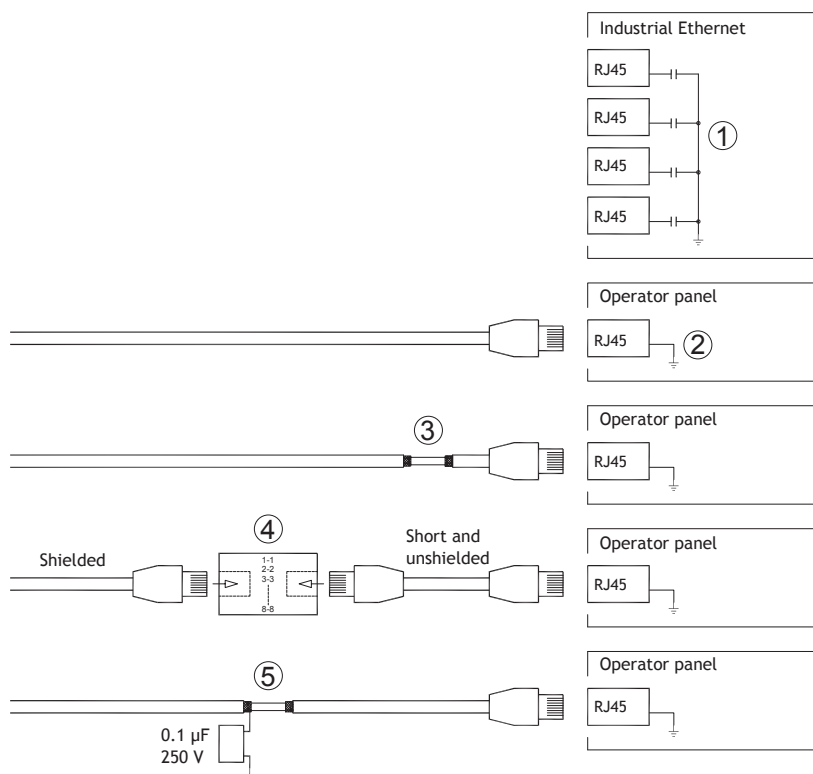 Industrial Ethernet
RJ45
RJ45
1
RJ45
RJ45
Operator panel
RJ45
2
Operator panel
3
RJ45
Operator panel
4
Shielded
Short and
unshielded
1-1
2-2
3-3
8-8
RJ45
Operator panel
5
RJ45
0.1 µF
250 V